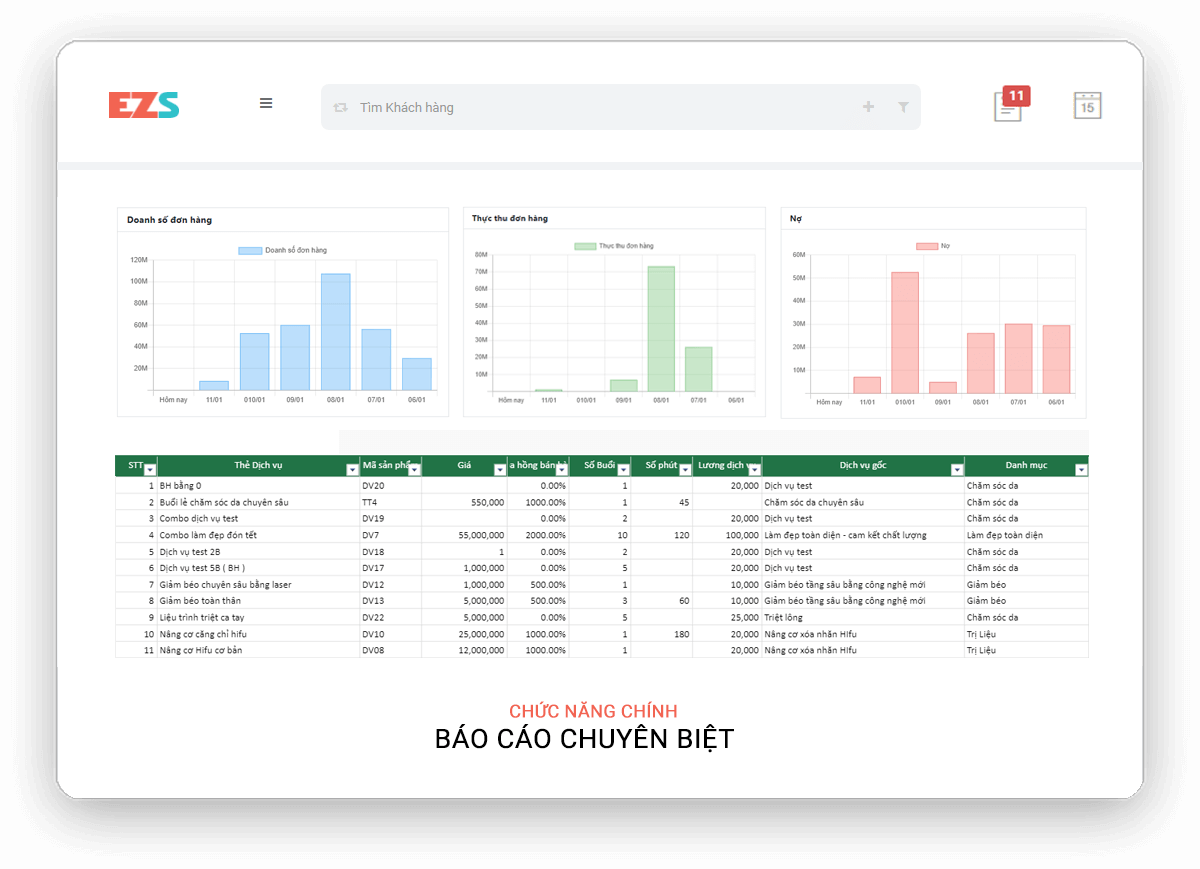 EZS
Tìm Khách hàng
11
15
Doanh số đơn hàng
Doanh số đơn hàng
120M
100M
80M
60M
40M
20M
Hôm nay 11/01 010/01 09/01 08/01 07/01 06/01
Thực thu đơn hàng
Thực thu đơn hàng
80M
70M
60M
50M
40M
30M
20M
10M
Hôm nay 11/01 010/01 09/01 08/01 07/01 06/01
Nợ
Nợ
60M
50M
40M
30M
20M
10M
Hôm nay 11/01 010/01 09/01 08/01 07/01 06/01
STT Thẻ Dịch vụ Mã sản phẩ Giá a hồng bán Số Buổi Số phút Lương dịch v Dịch vụ gốc Danh mục
1 BH bằng 0 DV20 0.00% 1 20,000 Dịch vụ test Chăm sóc da
2 Buổi lẻ chăm sóc da chuyên sâu TT4 550,000 1000.00% 1 45 Chăm sóc da chuyên sâu Chăm sóc da
3 Combo dịch vụ test DV19 0.00% 2 20,000 Dịch vụ test Chăm sóc da
4 Combo làm đẹp đón tết DV7 55,000,000 2000.00% 10 120 100,000 Làm đẹp toàn diện - cam kết chất lượng Làm đẹp toàn diện
5 Dịch vụ test 2B DV18 1 0.00% 2 20,000 Dịch vụ test Chăm sóc da
6 Dịch vụ test 5B ( BH ) DV17 1,000,000 0.00% 5 20,000 Dịch vụ test Chăm sóc da
7 Giảm béo chuyên sâu bằng laser DV12 1,000,000 500.00% 1 10,000 Giảm béo tầng sâu bằng công nghệ mới Giảm béo
8 Giảm béo toàn thân DV13 5,000,000 500.00% 3 60 10,000 Giảm béo tầng sâu bằng công nghệ mới Giảm béo
9 Liệu trình triệt ca tay DV22 5,000,000 0.00% 5 25,000 Triệt lông Chăm sóc da
10 Nâng cơ căng chỉ hifu DV10 25,000,000 1000.00% 1 180 20,000 Nâng cơ xóa nhăn Hifu Trị Liệu
11 Nâng cơ Hifu cơ bản DV08 12,000,000 1000.00% 1 20,000 Nâng cơ xóa nhăn Hifu Trị Liệu
CHỨC NĂNG CHÍNH
BÁO CÁO CHUYÊN BIỆT